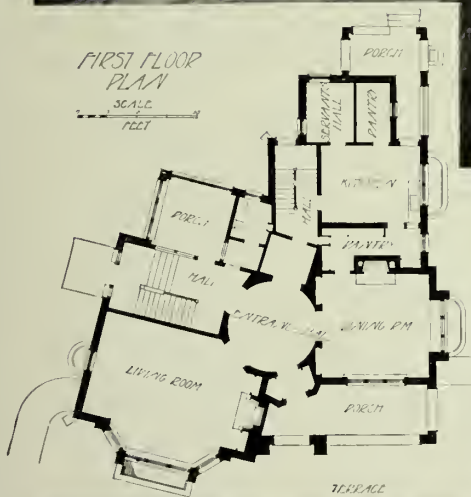 FIRST FLOOR
PLAN
SCALE
FEET
PORCH
SERVANTS
HALL
PANTRY
KITCHEN
HALL
PORCH
PANTRY
HALL
ENTRANCE HALL
DINING RM
LIVING ROOM
PORCH
TERRACE